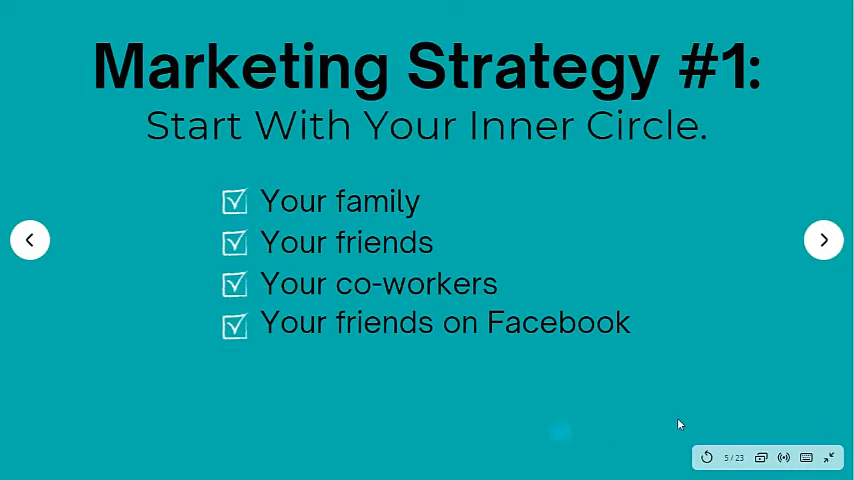 Marketing Strategy #1:
Start With Your Inner Circle.
Your family
Your friends
Your co-workers
Your friends on Facebook
5 / 23